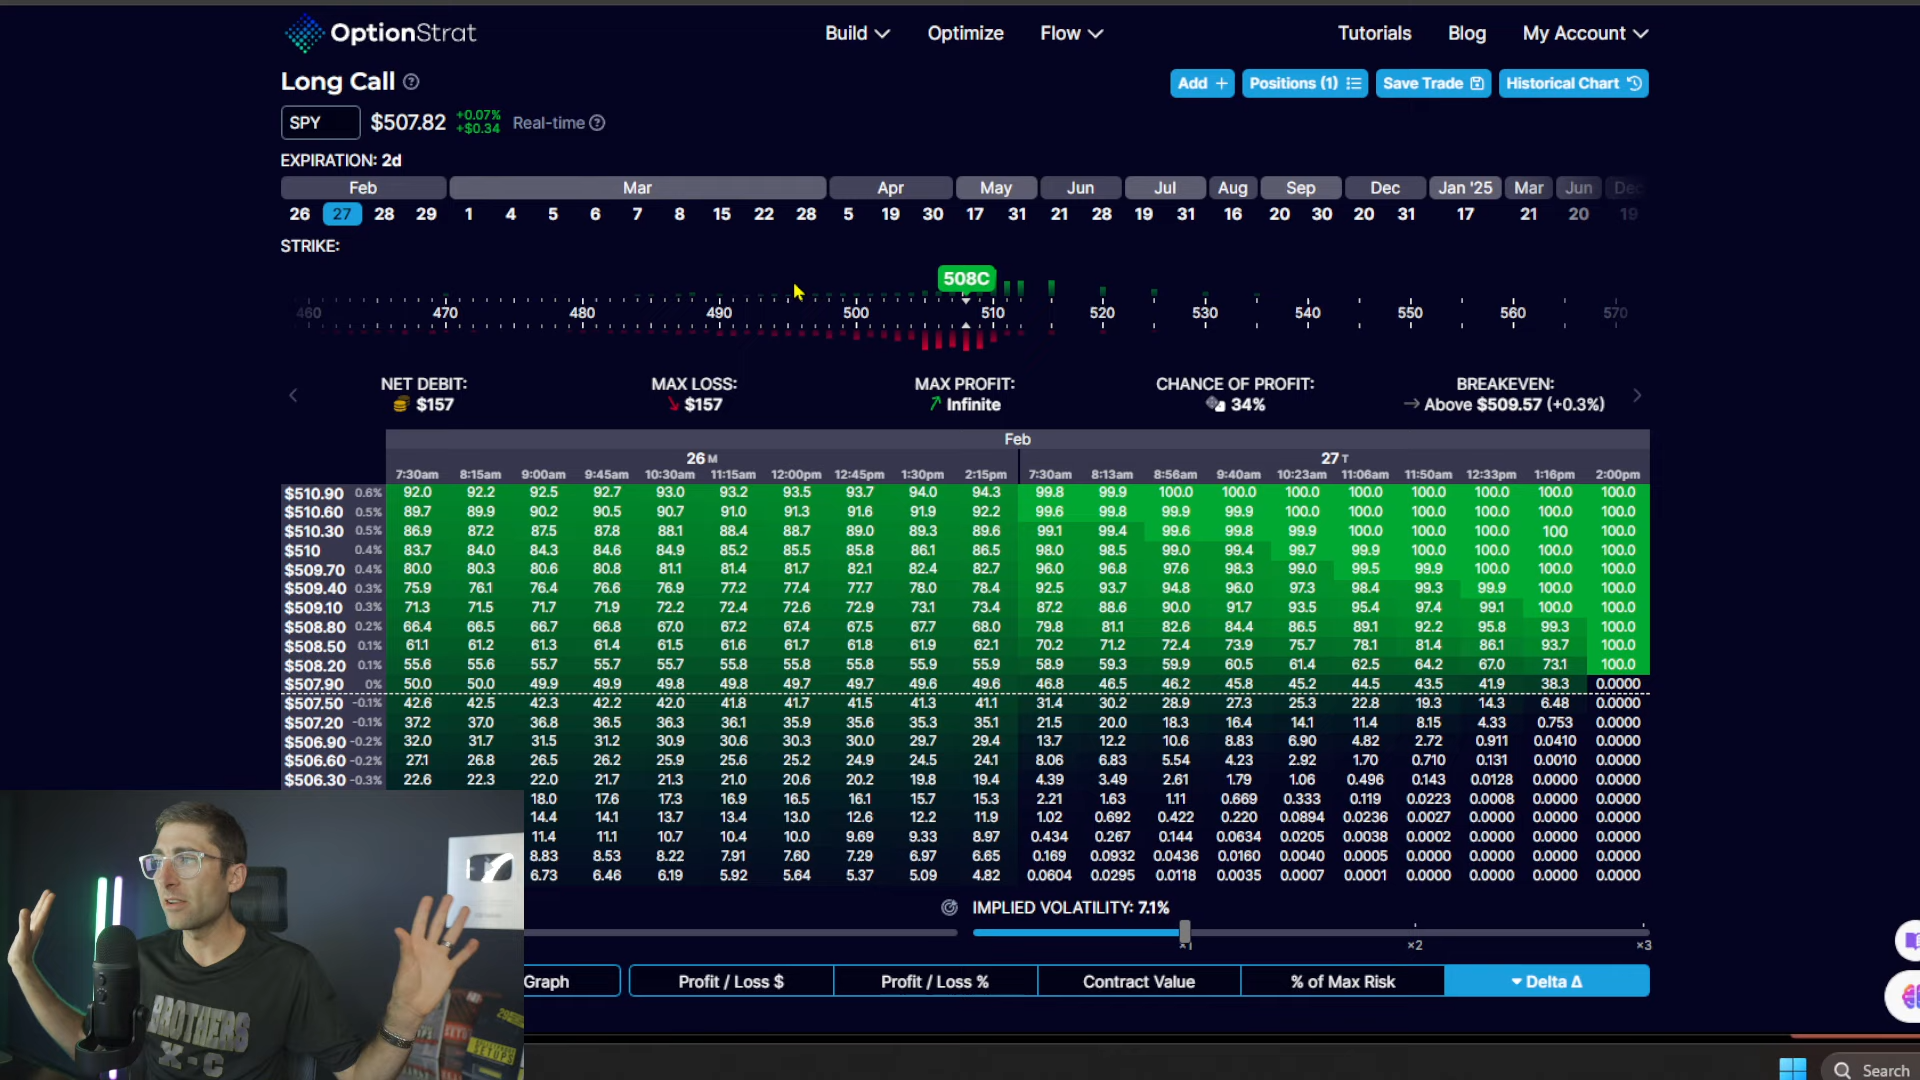 OptionStrat
Build
Optimize
Flow
Tutorials
Blog
My Account
Long Call ?
Add +
Positions (1)
Save Trade
Historical Chart
SPY
$507.82
+0.07%
+$0.34
Real-time ?
EXPIRATION: 2d
Feb Mar Apr May Jun Jul Aug Sep Dec Jan '25 Mar Jun Dec
26 27 28 29 1 4 5 6 7 8 15 22 28 5 19 30 17 31 21 28 19 31 16 20 30 20 31 17 21 20 19
STRIKE:
508C
460 470 480 490 500 510 520 530 540 550 560 570
NET DEBIT: MAX LOSS: MAX PROFIT: CHANCE OF PROFIT: BREAKEVEN:
$157 $157 Infinite 34% Above $509.57 (+0.3%)
Feb
26 M 27 T
7:30am 8:15am 9:00am 9:45am 10:30am 11:15am 12:00pm 12:45pm 1:30pm 2:15pm 7:30am 8:13am 8:56am 9:40am 10:23am 11:06am 11:50am 12:33pm 1:16pm 2:00pm
$510.90 0.6% 92.0 92.2 92.5 92.7 93.0 93.2 93.5 93.7 94.0 94.3 99.8 99.9 100.0 100.0 100.0 100.0 100.0 100.0 100.0 100.0
$510.60 0.5% 89.7 89.9 90.2 90.5 90.7 91.0 91.3 91.6 91.9 92.2 99.6 99.8 99.9 99.9 100.0 100.0 100.0 100.0 100.0 100.0
$510.30 0.5% 86.9 87.2 87.5 87.8 88.1 88.4 88.7 89.0 89.3 89.6 99.1 99.4 99.6 99.8 99.9 100.0 100.0 100.0 100 100.0
$510 0.4% 83.7 84.0 84.3 84.6 84.9 85.2 85.5 85.8 86.1 86.5 98.0 98.5 99.0 99.4 99.7 99.9 100.0 100.0 100.0 100.0
$509.70 0.4% 80.0 80.3 80.6 80.8 81.1 81.4 81.7 82.1 82.4 82.7 96.0 96.8 97.6 98.3 99.0 99.5 99.9 100.0 100.0 100.0
$509.40 0.3% 75.9 76.1 76.4 76.6 76.9 77.2 77.4 77.7 78.0 78.4 92.5 93.7 94.8 96.0 97.3 98.4 99.3 99.9 100.0 100.0
$509.10 0.3% 71.3 71.5 71.7 71.9 72.2 72.4 72.6 72.9 73.1 73.4 87.2 88.6 90.0 91.7 93.5 95.4 97.4 99.1 100.0 100.0
$508.80 0.2% 66.4 66.5 66.7 66.8 67.0 67.2 67.4 67.5 67.7 68.0 79.8 81.1 82.6 84.4 86.5 89.1 92.2 95.8 99.3 100.0
$508.50 0.1% 61.1 61.2 61.3 61.4 61.5 61.6 61.7 61.8 61.9 62.1 70.2 71.2 72.4 73.9 75.7 78.1 81.4 86.1 93.7 100.0
$508.20 0.1% 55.6 55.6 55.7 55.7 55.7 55.8 55.8 55.8 55.9 55.9 58.9 59.3 59.9 60.5 61.4 62.5 64.2 67.0 73.1 100.0
$507.90 0% 50.0 50.0 49.9 49.9 49.8 49.8 49.7 49.7 49.6 49.6 46.8 46.5 46.2 45.8 45.2 44.5 43.5 41.9 38.3 0.0000
$507.50 -0.1% 42.6 42.5 42.3 42.2 42.0 41.8 41.7 41.5 41.3 41.1 31.4 30.2 28.9 27.3 25.3 22.8 19.3 14.3 6.48 0.0000
$507.20 -0.1% 37.2 37.0 36.8 36.5 36.3 36.1 35.9 35.6 35.3 35.1 21.5 20.0 18.3 16.4 14.1 11.4 8.15 4.33 0.753 0.0000
$506.90 -0.2% 32.0 31.7 31.5 31.2 30.9 30.6 30.3 30.0 29.7 29.4 13.7 12.2 10.6 8.83 6.90 4.82 2.72 0.911 0.0410 0.0000
$506.60 -0.2% 27.1 26.8 26.5 26.2 25.9 25.6 25.2 24.9 24.5 24.1 8.06 6.83 5.54 4.23 2.92 1.70 0.710 0.131 0.0010 0.0000
$506.30 -0.3% 22.6 22.3 22.0 21.7 21.3 21.0 20.6 20.2 19.8 19.4 4.39 3.49 2.61 1.79 1.06 0.496 0.143 0.0128 0.0000 0.0000
18.0 17.6 17.3 16.9 16.5 16.1 15.7 15.3 2.21 1.63 1.11 0.669 0.333 0.119 0.0223 0.0008 0.0000 0.0000
14.4 14.1 13.7 13.4 13.0 12.6 12.2 11.9 1.02 0.692 0.422 0.220 0.0894 0.0236 0.0027 0.0000 0.0000 0.0000
11.4 11.1 10.7 10.4 10.0 9.69 9.33 8.97 0.434 0.267 0.144 0.0634 0.0205 0.0038 0.0002 0.0000 0.0000 0.0000
8.83 8.53 8.22 7.91 7.60 7.29 6.97 6.65 0.169 0.0932 0.0436 0.0160 0.0040 0.0005 0.0000 0.0000 0.0000 0.0000
6.73 6.46 6.19 5.92 5.64 5.37 5.09 4.82 0.0604 0.0295 0.0118 0.0035 0.0007 0.0001 0.0000 0.0000 0.0000 0.0000
IMPLIED VOLATILITY: 7.1%
x1 x2 x3
Graph
Profit / Loss $
Profit / Loss %
Contract Value
% of Max Risk
Delta Δ
BROTHERS
SETUPS
Search